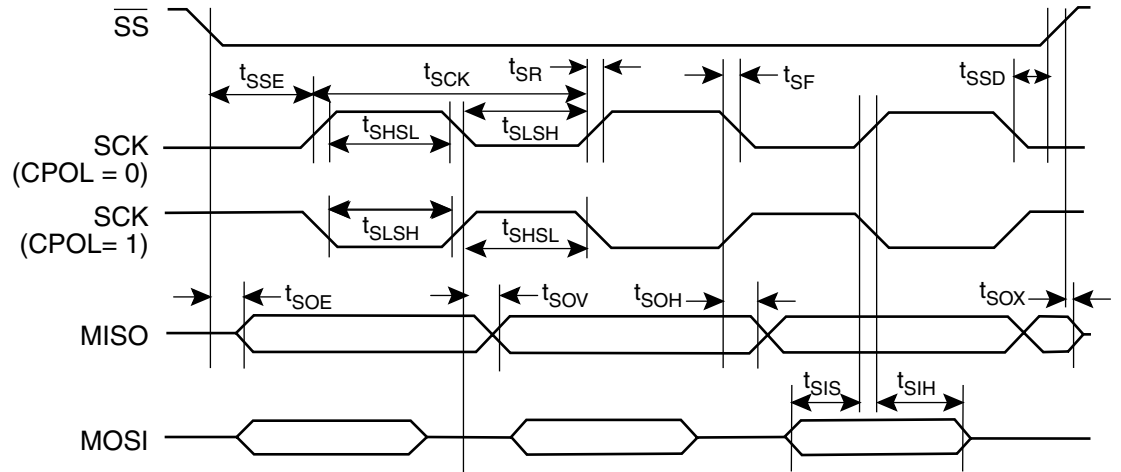 SS
tSSE
tSCK
tSR
tSF
tSSD
tSHSL
tSLSH
SCK
(CPOL = 0)
SCK
(CPOL= 1)
tSLSH
tSHSL
tSOE
tSOV
tSOH
tSOX
MISO
tSIS
tSIH
MOSI